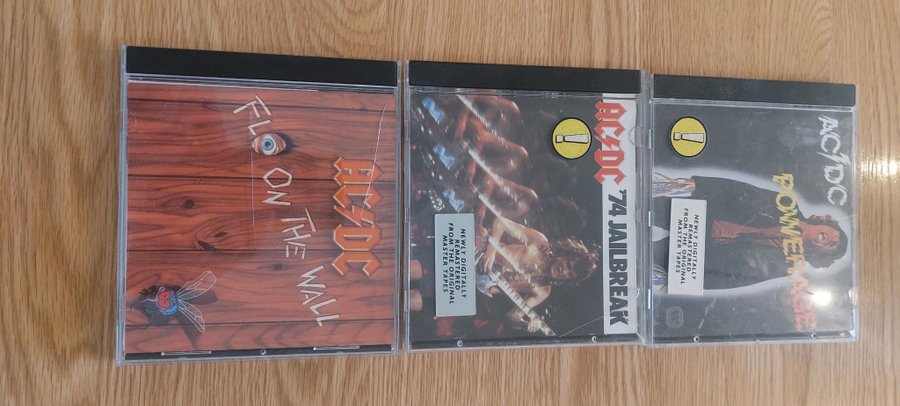 AC/DC
FLY ON THE WALL
AC/DC
'74 JAILBREAK
!
NEWLY DIGITALLY
REMASTERED
FROM THE ORIGINAL
MASTER TAPES
AC/DC
POWERAGE
!
NEWLY DIGITALLY
REMASTERED
FROM THE ORIGINAL
MASTER TAPES